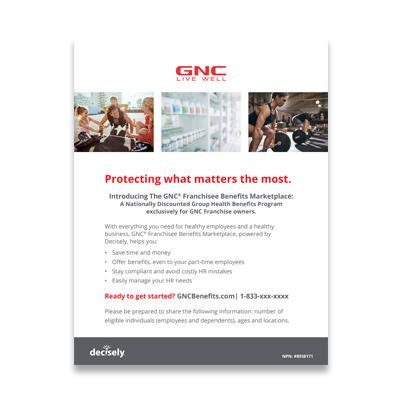 GNC
LIVE WELL
Protecting what matters the most.
Introducing The GNC® Franchisee Benefits Marketplace:
A Nationally Discounted Group Health Benefits Program
exclusively for GNC Franchise owners.
With everything you need for healthy employees and a healthy
business, GNC® Franchisee Benefits Marketplace, powered by
Decisely, helps you:
• Save time and money
• Offer benefits, even to your part-time employees
• Stay compliant and avoid costly HR mistakes
• Easily manage your HR needs
Ready to get started? GNCBenefits.com| 1-833-xxx-xxxx
Please be prepared to share the following information: number of
eligible individuals (employees and dependents), ages and locations.
decisely
NPN: #8858171